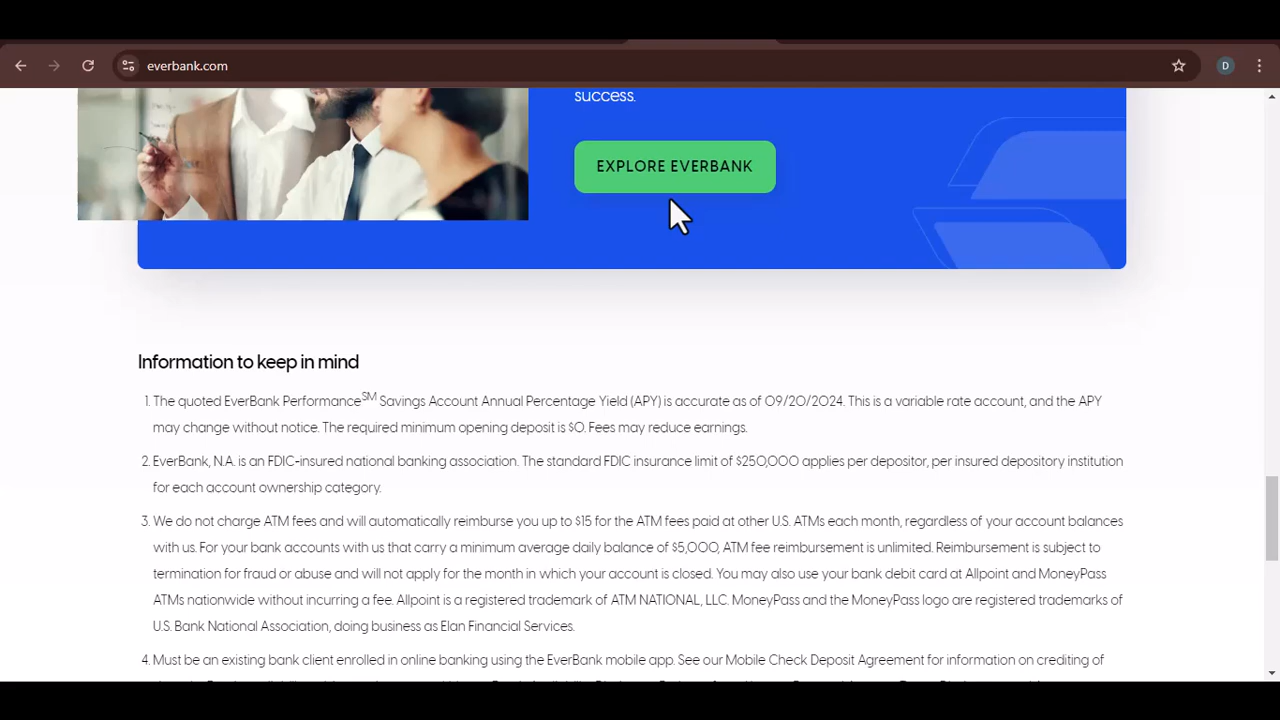 everbank.com
D
success.
EXPLORE EVERBANK
Information to keep in mind
1. The quoted EverBank Performance℠ Savings Account Annual Percentage Yield (APY) is accurate as of 09/20/2024. This is a variable rate account, and the APY
may change without notice. The required minimum opening deposit is $0. Fees may reduce earnings.
2. EverBank, N.A. is an FDIC-insured national banking association. The standard FDIC insurance limit of $250,000 applies per depositor, per insured depository institution
for each account ownership category.
3. We do not charge ATM fees and will automatically reimburse you up to $15 for the ATM fees paid at other U.S. ATMs each month, regardless of your account balances
with us. For your bank accounts with us that carry a minimum average daily balance of $5,000, ATM fee reimbursement is unlimited. Reimbursement is subject to
termination for fraud or abuse and will not apply for the month in which your account is closed. You may also use your bank debit card at Allpoint and MoneyPass
ATMs nationwide without incurring a fee. Allpoint is a registered trademark of ATM NATIONAL, LLC. MoneyPass and the MoneyPass logo are registered trademarks of
U.S. Bank National Association, doing business as Elan Financial Services.
4. Must be an existing bank client enrolled in online banking using the EverBank mobile app. See our Mobile Check Deposit Agreement for information on crediting of